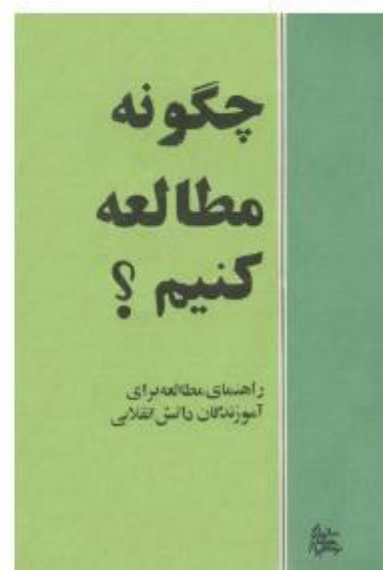 چگونه
مطالعه
کنیم ؟
راهنمای مطالعه برای
آموزندگان دانش انقلابی